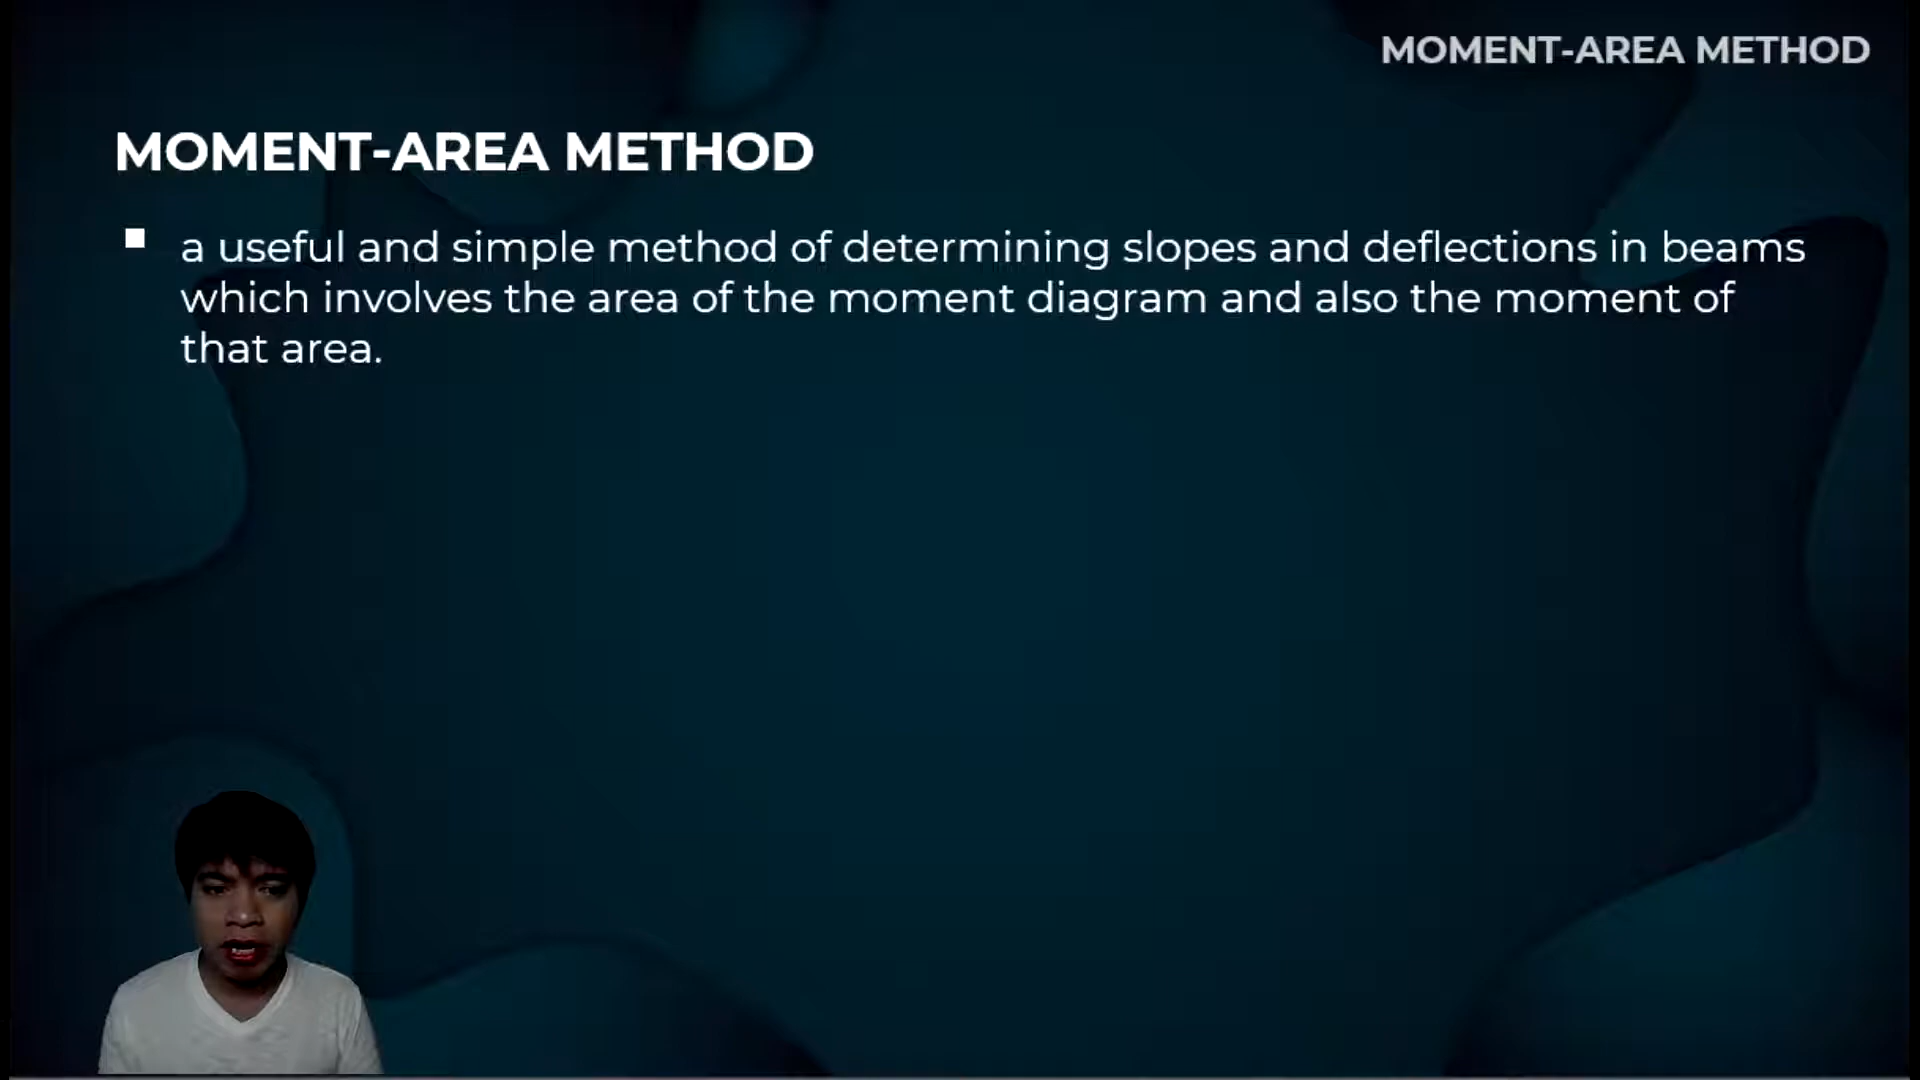 MOMENT-AREA METHOD
MOMENT-AREA METHOD
a useful and simple method of determining slopes and deflections in beams
which involves the area of the moment diagram and also the moment of
that area.